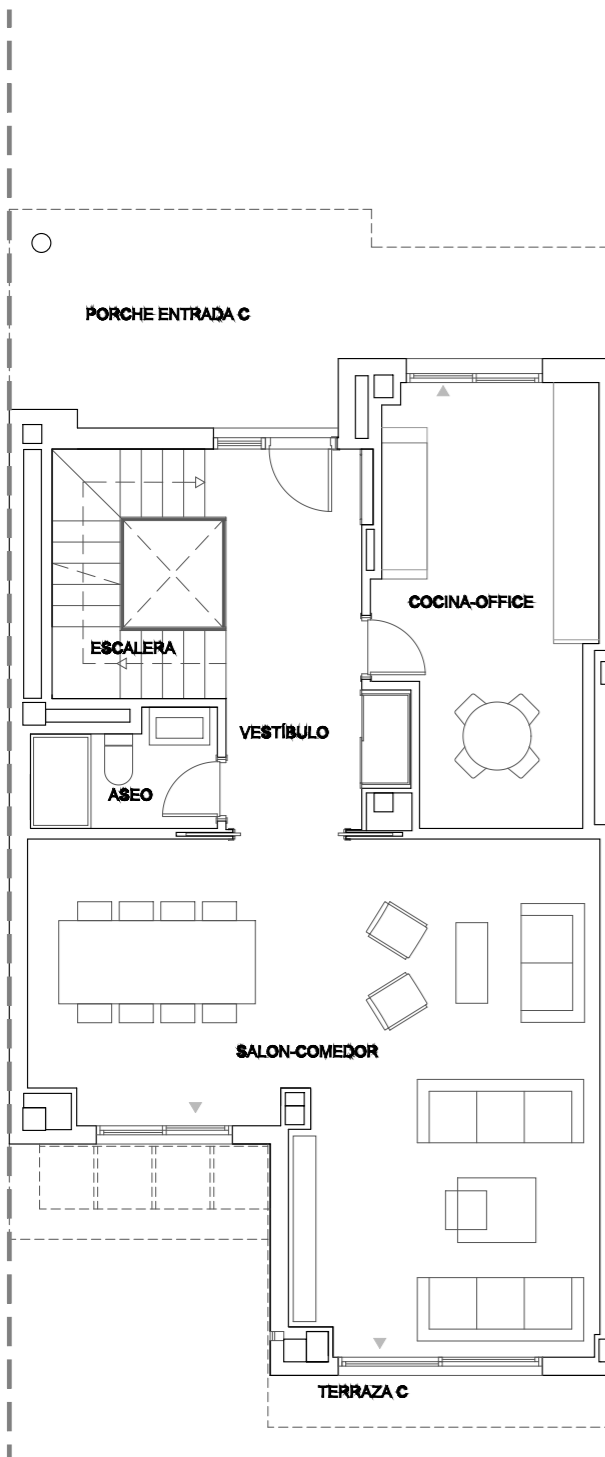 PORCHE ENTRADA C
COCINA-OFFICE
ESCALERA
VESTÍBULO
ASEO
SALON-COMEDOR
TERRAZA C